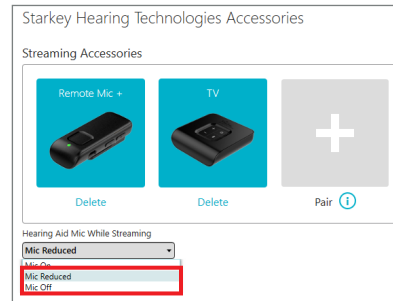 Starkey Hearing Technologies Accessories
Streaming Accessories
Remote Mic +
TV
Delete
Delete
Pair
Hearing Aid Mic While Streaming
Mic Reduced
Mic On
Mic Reduced
Mic Off